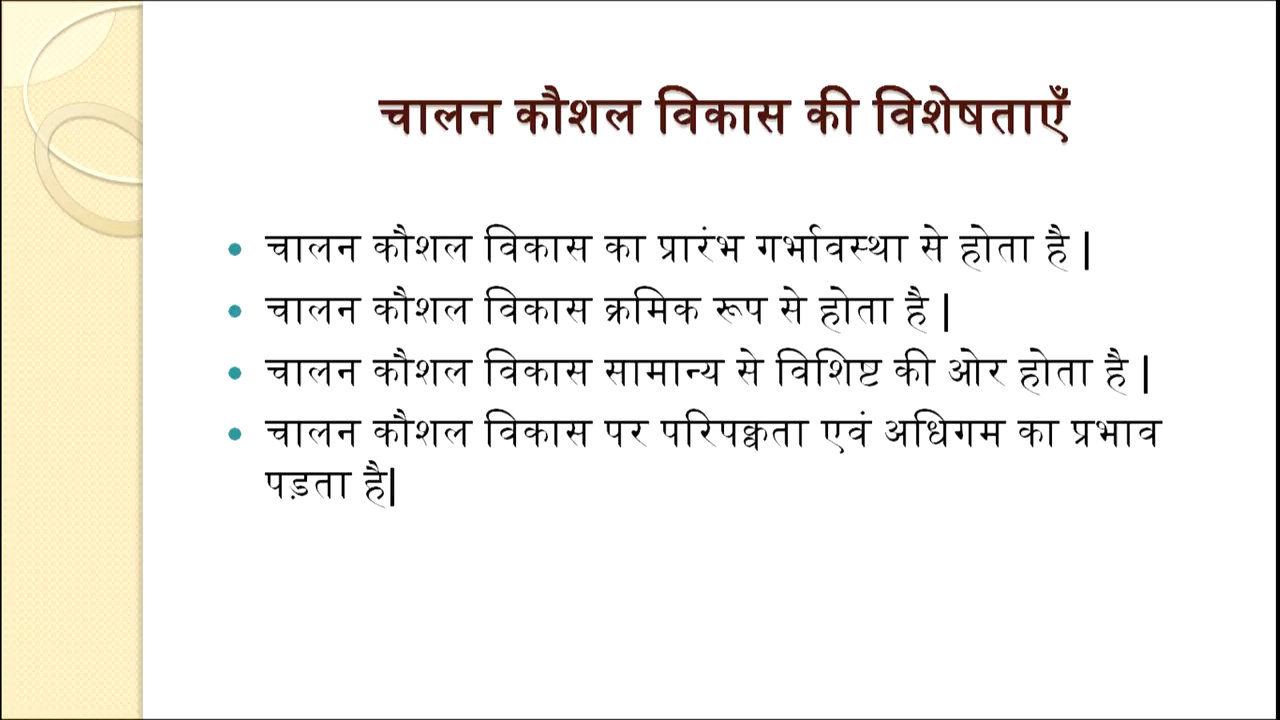 चालन कौशल विकास की विशेषताएँ
• चालन कौशल विकास का प्रारंभ गर्भावस्था से होता है |
• चालन कौशल विकास क्रमिक रूप से होता है |
• चालन कौशल विकास सामान्य से विशिष्ट की ओर होता है |
• चालन कौशल विकास पर परिपक्वता एवं अधिगम का प्रभाव
पड़ता है|